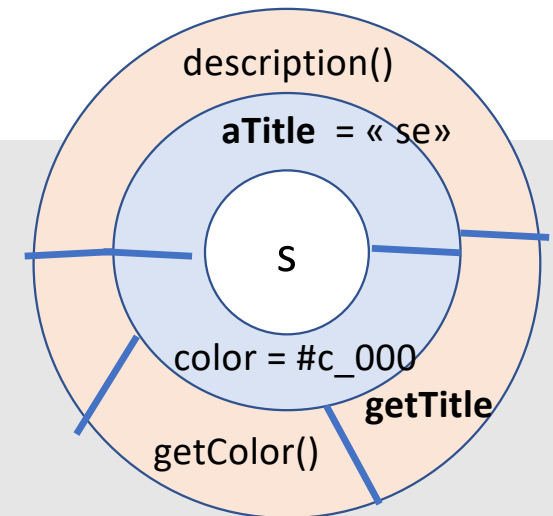 description()
aTitle = « se»
s
color = #c_000
getTitle
getColor()